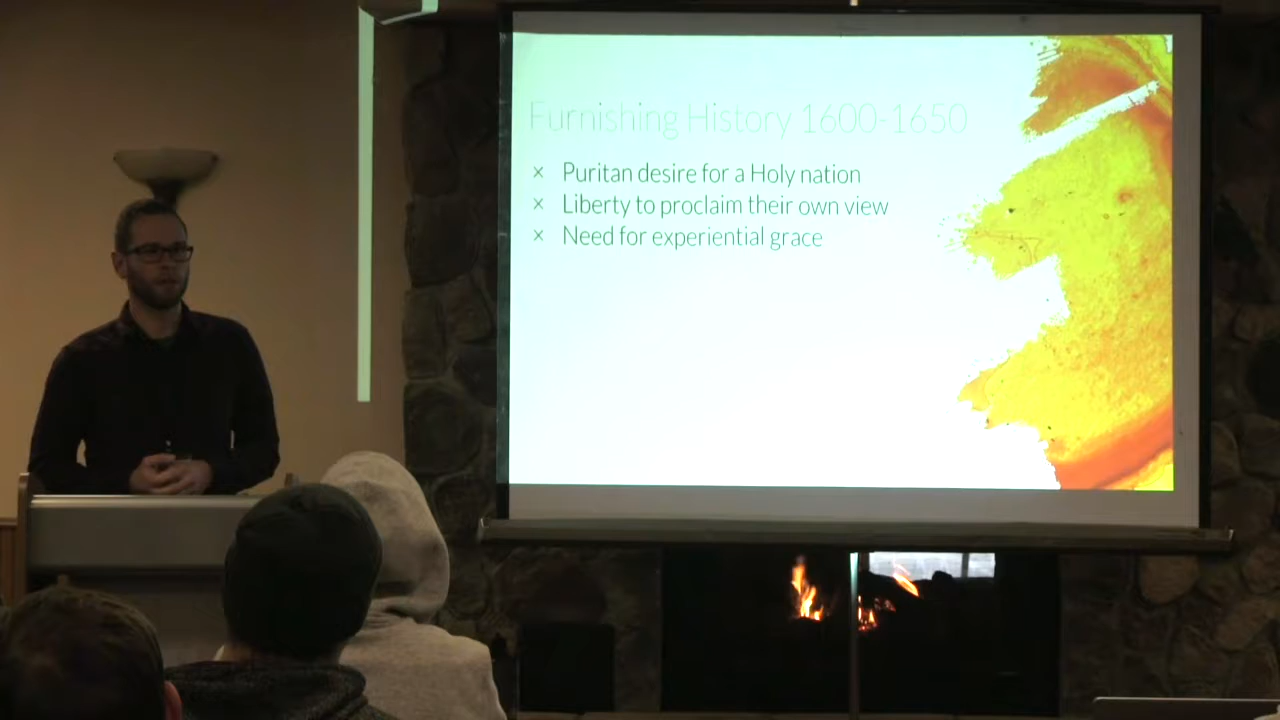 Furnishing History 1600-1650
× Puritan desire for a Holy nation
× Liberty to proclaim their own view
× Need for experiential grace